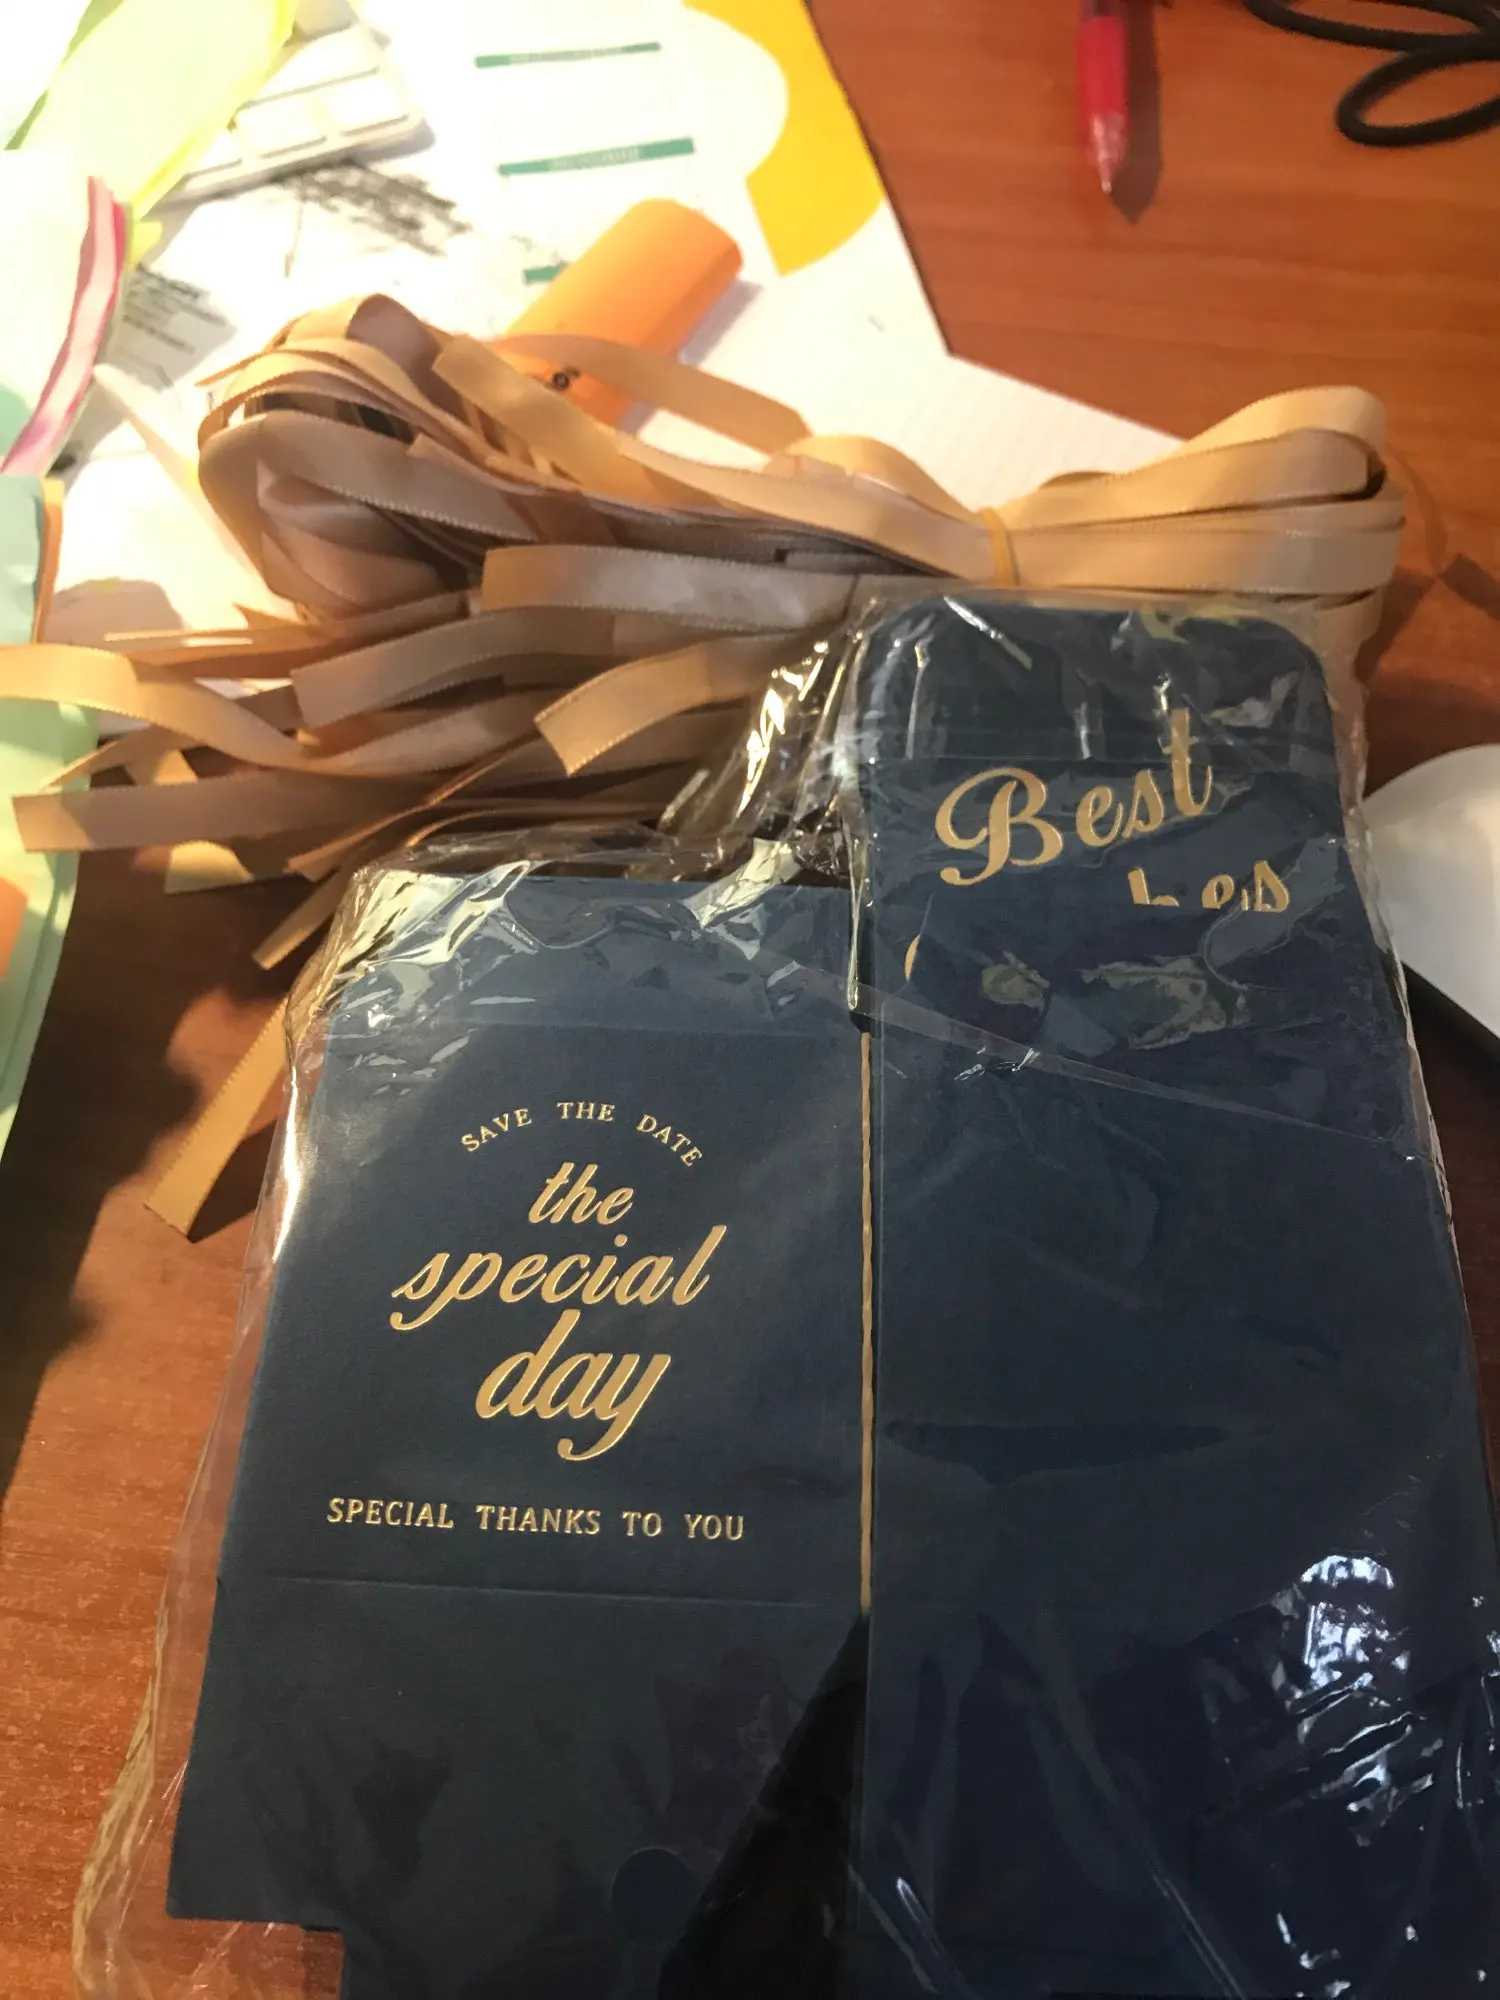 Best
SAVE THE DATE
the
special
day
SPECIAL THANKS TO YOU